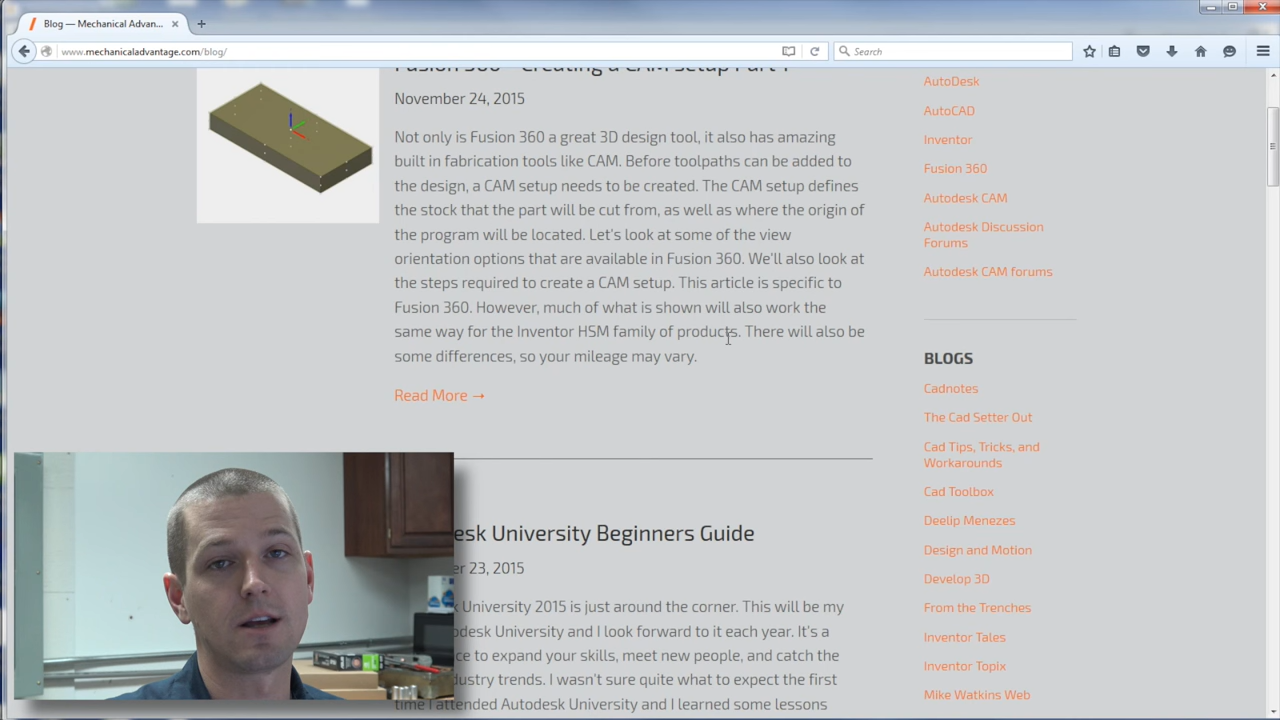 Blog — Mechanical Advan...
www.mechanicaladvantage.com/blog/
Search
Fusion 360 - Creating a CAM setup Part 1
November 24, 2015
Not only is Fusion 360 a great 3D design tool, it also has amazing
built in fabrication tools like CAM. Before toolpaths can be added to
the design, a CAM setup needs to be created. The CAM setup defines
the stock that the part will be cut from, as well as where the origin of
the program will be located. Let's look at some of the view
orientation options that are available in Fusion 360. We'll also look at
the steps required to create a CAM setup. This article is specific to
Fusion 360. However, much of what is shown will also work the
same way for the Inventor HSM family of products. There will also be
some differences, so your mileage may vary.
Read More →
desk University Beginners Guide
er 23, 2015
k University 2015 is just around the corner. This will be my
odesk University and I look forward to it each year. It's a
ce to expand your skills, meet new people, and catch the
dustry trends. I wasn't sure quite what to expect the first
time I attended Autodesk University and I learned some lessons
AutoDesk
AutoCAD
Inventor
Fusion 360
Autodesk CAM
Autodesk Discussion
Forums
Autodesk CAM forums
BLOGS
Cadnotes
The Cad Setter Out
Cad Tips, Tricks, and
Workarounds
Cad Toolbox
Deelip Menezes
Design and Motion
Develop 3D
From the Trenches
Inventor Tales
Inventor Topix
Mike Watkins Web